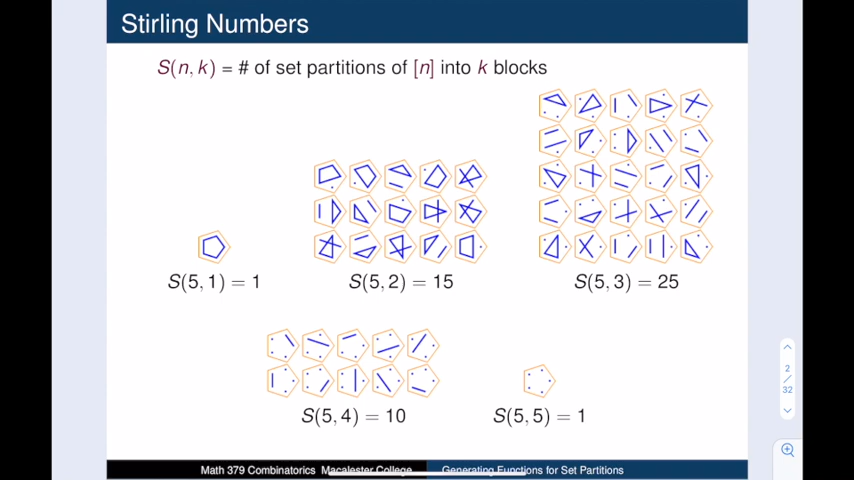 Stirling Numbers
S(n, k) = # of set partitions of [n] into k blocks
S(5, 1) = 1
S(5, 2) = 15
S(5, 3) = 25
S(5, 4) = 10
S(5, 5) = 1
2
/
32
Math 379 Combinatorics Macalester College Generating Functions for Set Partitions